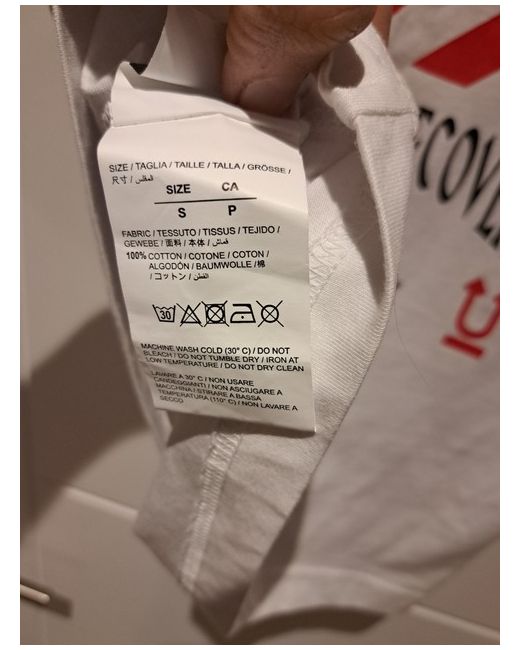 SIZE / TAGLIA / TAILLE / TALLA / GRÖSSE /
尺寸 / المقاس
SIZE CA
S P
FABRIC / TESSUTO / TISSUS / TEJIDO /
GEWEBE / 面料 / 本体 / قماش
100% COTTON / COTONE / COTON /
ALGODÓN / BAUMWOLLE / 棉
/ コットン / القطن
30
MACHINE WASH COLD (30° C) / DO NOT
BLEACH / DO NOT TUMBLE DRY / IRON AT
LOW TEMPERATURE / DO NOT DRY CLEAN
LAVARE A 30° C / NON USARE
CANDEGGIANTI / NON ASCIUGARE A
MACCHINA / STIRARE A BASSA
TEMPERATURA (110° C) / NON LAVARE A
SECCO